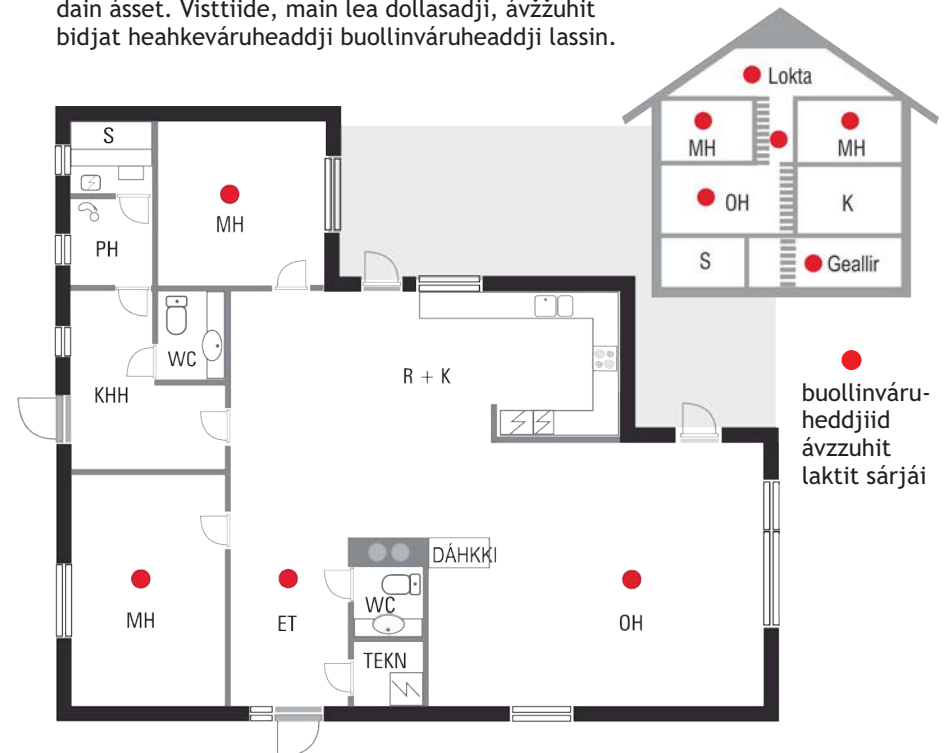 dain ásset. Visttiide, main lea dollasadji, ávžžuhit
bidjat heahkeváruheaddji buollinváruheaddji lassin.
Lokta
MH
MH
OH
K
S
Geallir
S
MH
PH
WC
KHH
R + K
buollinváru-
heddjiid
ávzzuhit
laktit sárjái
DÁHKKI
WC
MH
ET
OH
TEKN